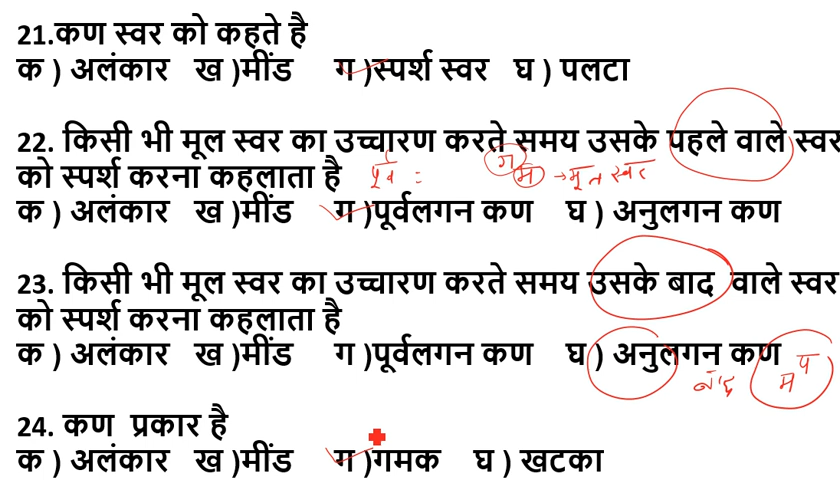 21.कण स्वर को कहते है
क ) अलंकार ख )मींड ग )स्पर्श स्वर घ ) पलटा
22. किसी भी मूल स्वर का उच्चारण करते समय उसके पहले वाले स्वर
ग
को स्पर्श करना कहलाता है पूर्व : म → मूल स्वर
क ) अलंकार ख )मींड ग )पूर्वलगन कण घ ) अनुलगन कण
23. किसी भी मूल स्वर का उच्चारण करते समय उसके बाद वाले स्वर
को स्पर्श करना कहलाता है
क ) अलंकार ख )मींड ग )पूर्वलगन कण घ ) अनुलगन कण
बाद म प
24. कण प्रकार है
क ) अलंकार ख )मींड ग )गमक घ ) खटका